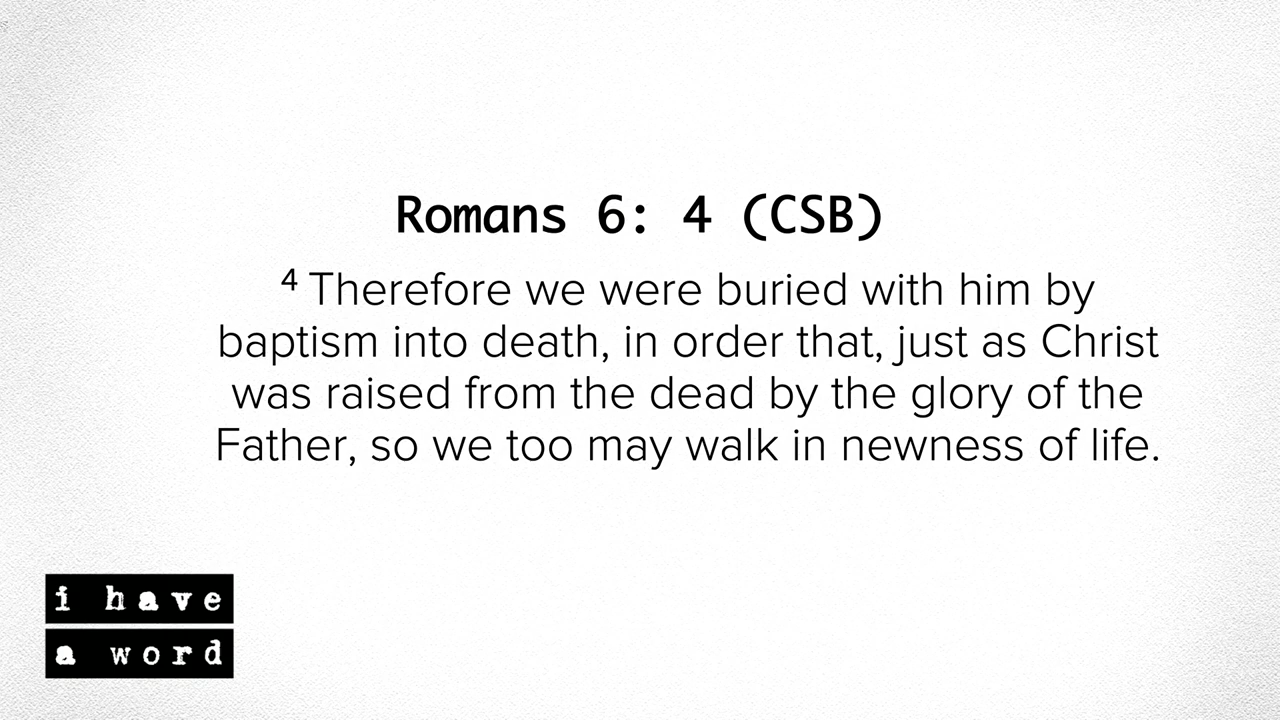 Romans 6: 4 (CSB)
4 Therefore we were buried with him by
baptism into death, in order that, just as Christ
was raised from the dead by the glory of the
Father, so we too may walk in newness of life.
i have
a word